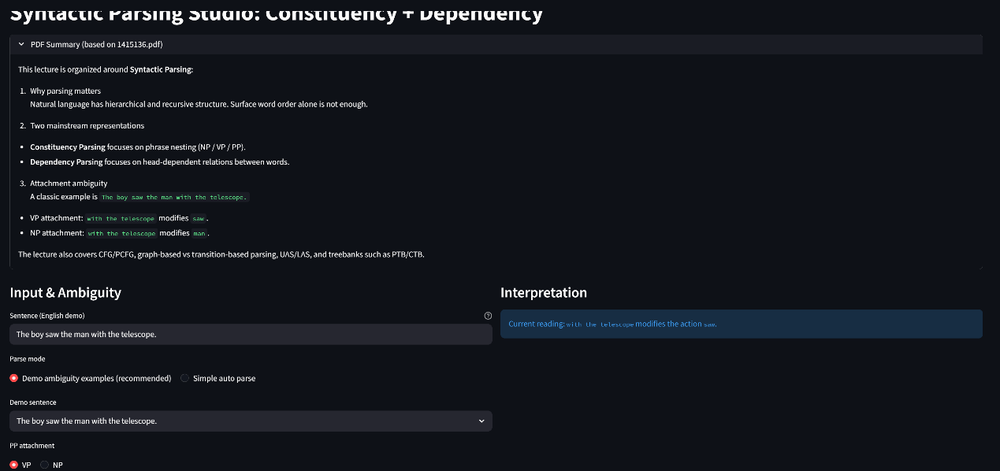 Syntactic Parsing Studio: Constituency + Dependency
PDF Summary (based on 1415136.pdf)
This lecture is organized around Syntactic Parsing:
1. Why parsing matters
Natural language has hierarchical and recursive structure. Surface word order alone is not enough.
2. Two mainstream representations
• Constituency Parsing focuses on phrase nesting (NP / VP / PP).
• Dependency Parsing focuses on head-dependent relations between words.
3. Attachment ambiguity
A classic example is The boy saw the man with the telescope.
• VP attachment: with the telescope modifies saw.
• NP attachment: with the telescope modifies man.
The lecture also covers CFG/PCFG, graph-based vs transition-based parsing, UAS/LAS, and treebanks such as PTB/CTB.
Input & Ambiguity
Sentence (English demo)
The boy saw the man with the telescope.
Parse mode
Demo ambiguity examples (recommended) Simple auto parse
Demo sentence
The boy saw the man with the telescope.
PP attachment
VP NP
Interpretation
Current reading: with the telescope modifies the action saw.